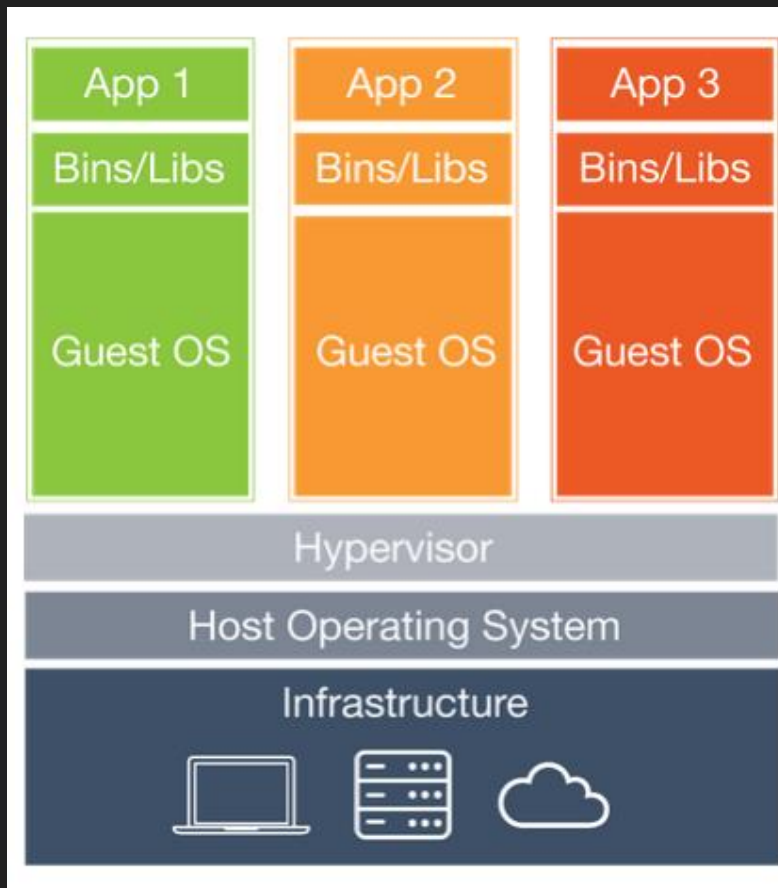 App 1
App 2
App 3
Bins/Libs
Bins/Libs
Bins/Libs
Guest OS
Guest OS
Guest OS
Hypervisor
Host Operating System
Infrastructure